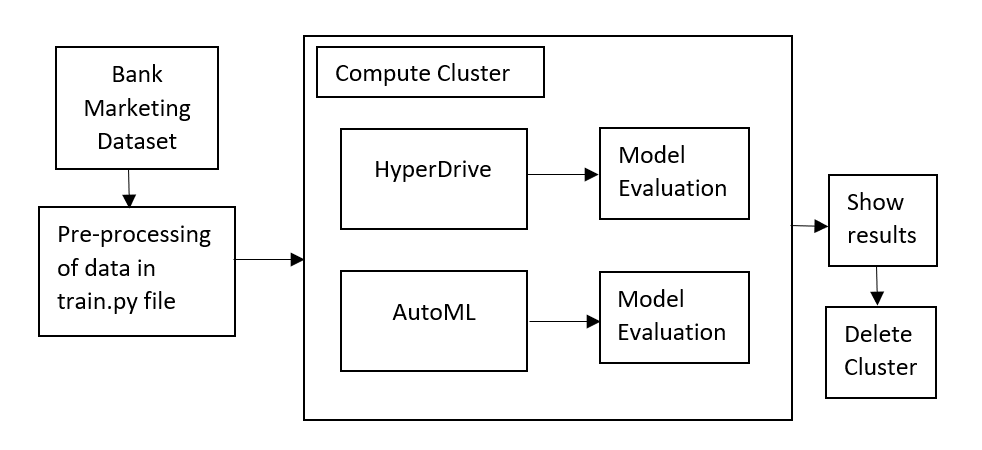 Bank
Marketing
Dataset
Pre-processing
of data in
train.py file
Compute Cluster
HyperDrive
Model
Evaluation
AutoML
Model
Evaluation
Show
results
Delete
Cluster